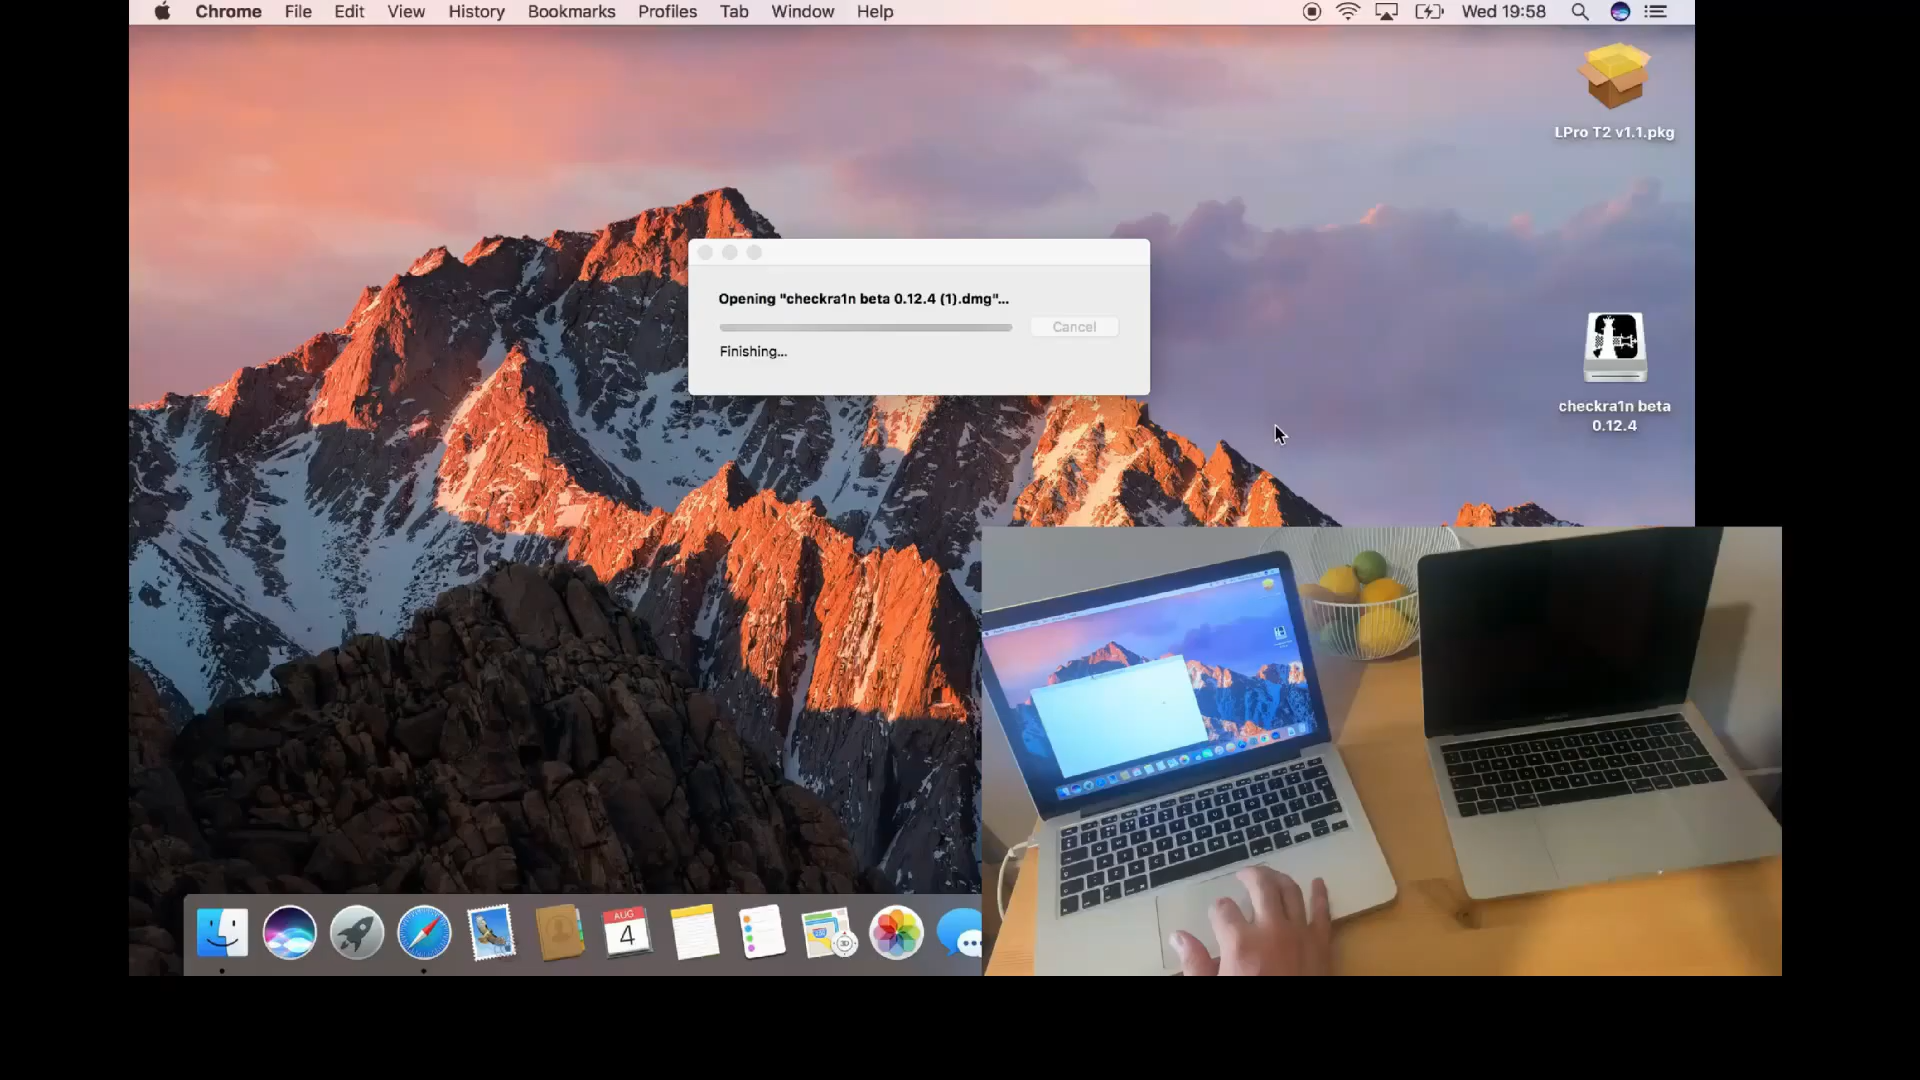 Chrome File Edit View History Bookmarks Profiles Tab Window Help Wed 19:58
LPro T2 v1.1.pkg
Opening "checkra1n beta 0.12.4 (1).dmg"...
Cancel
Finishing...
checkra1n beta
0.12.4
AUG
4